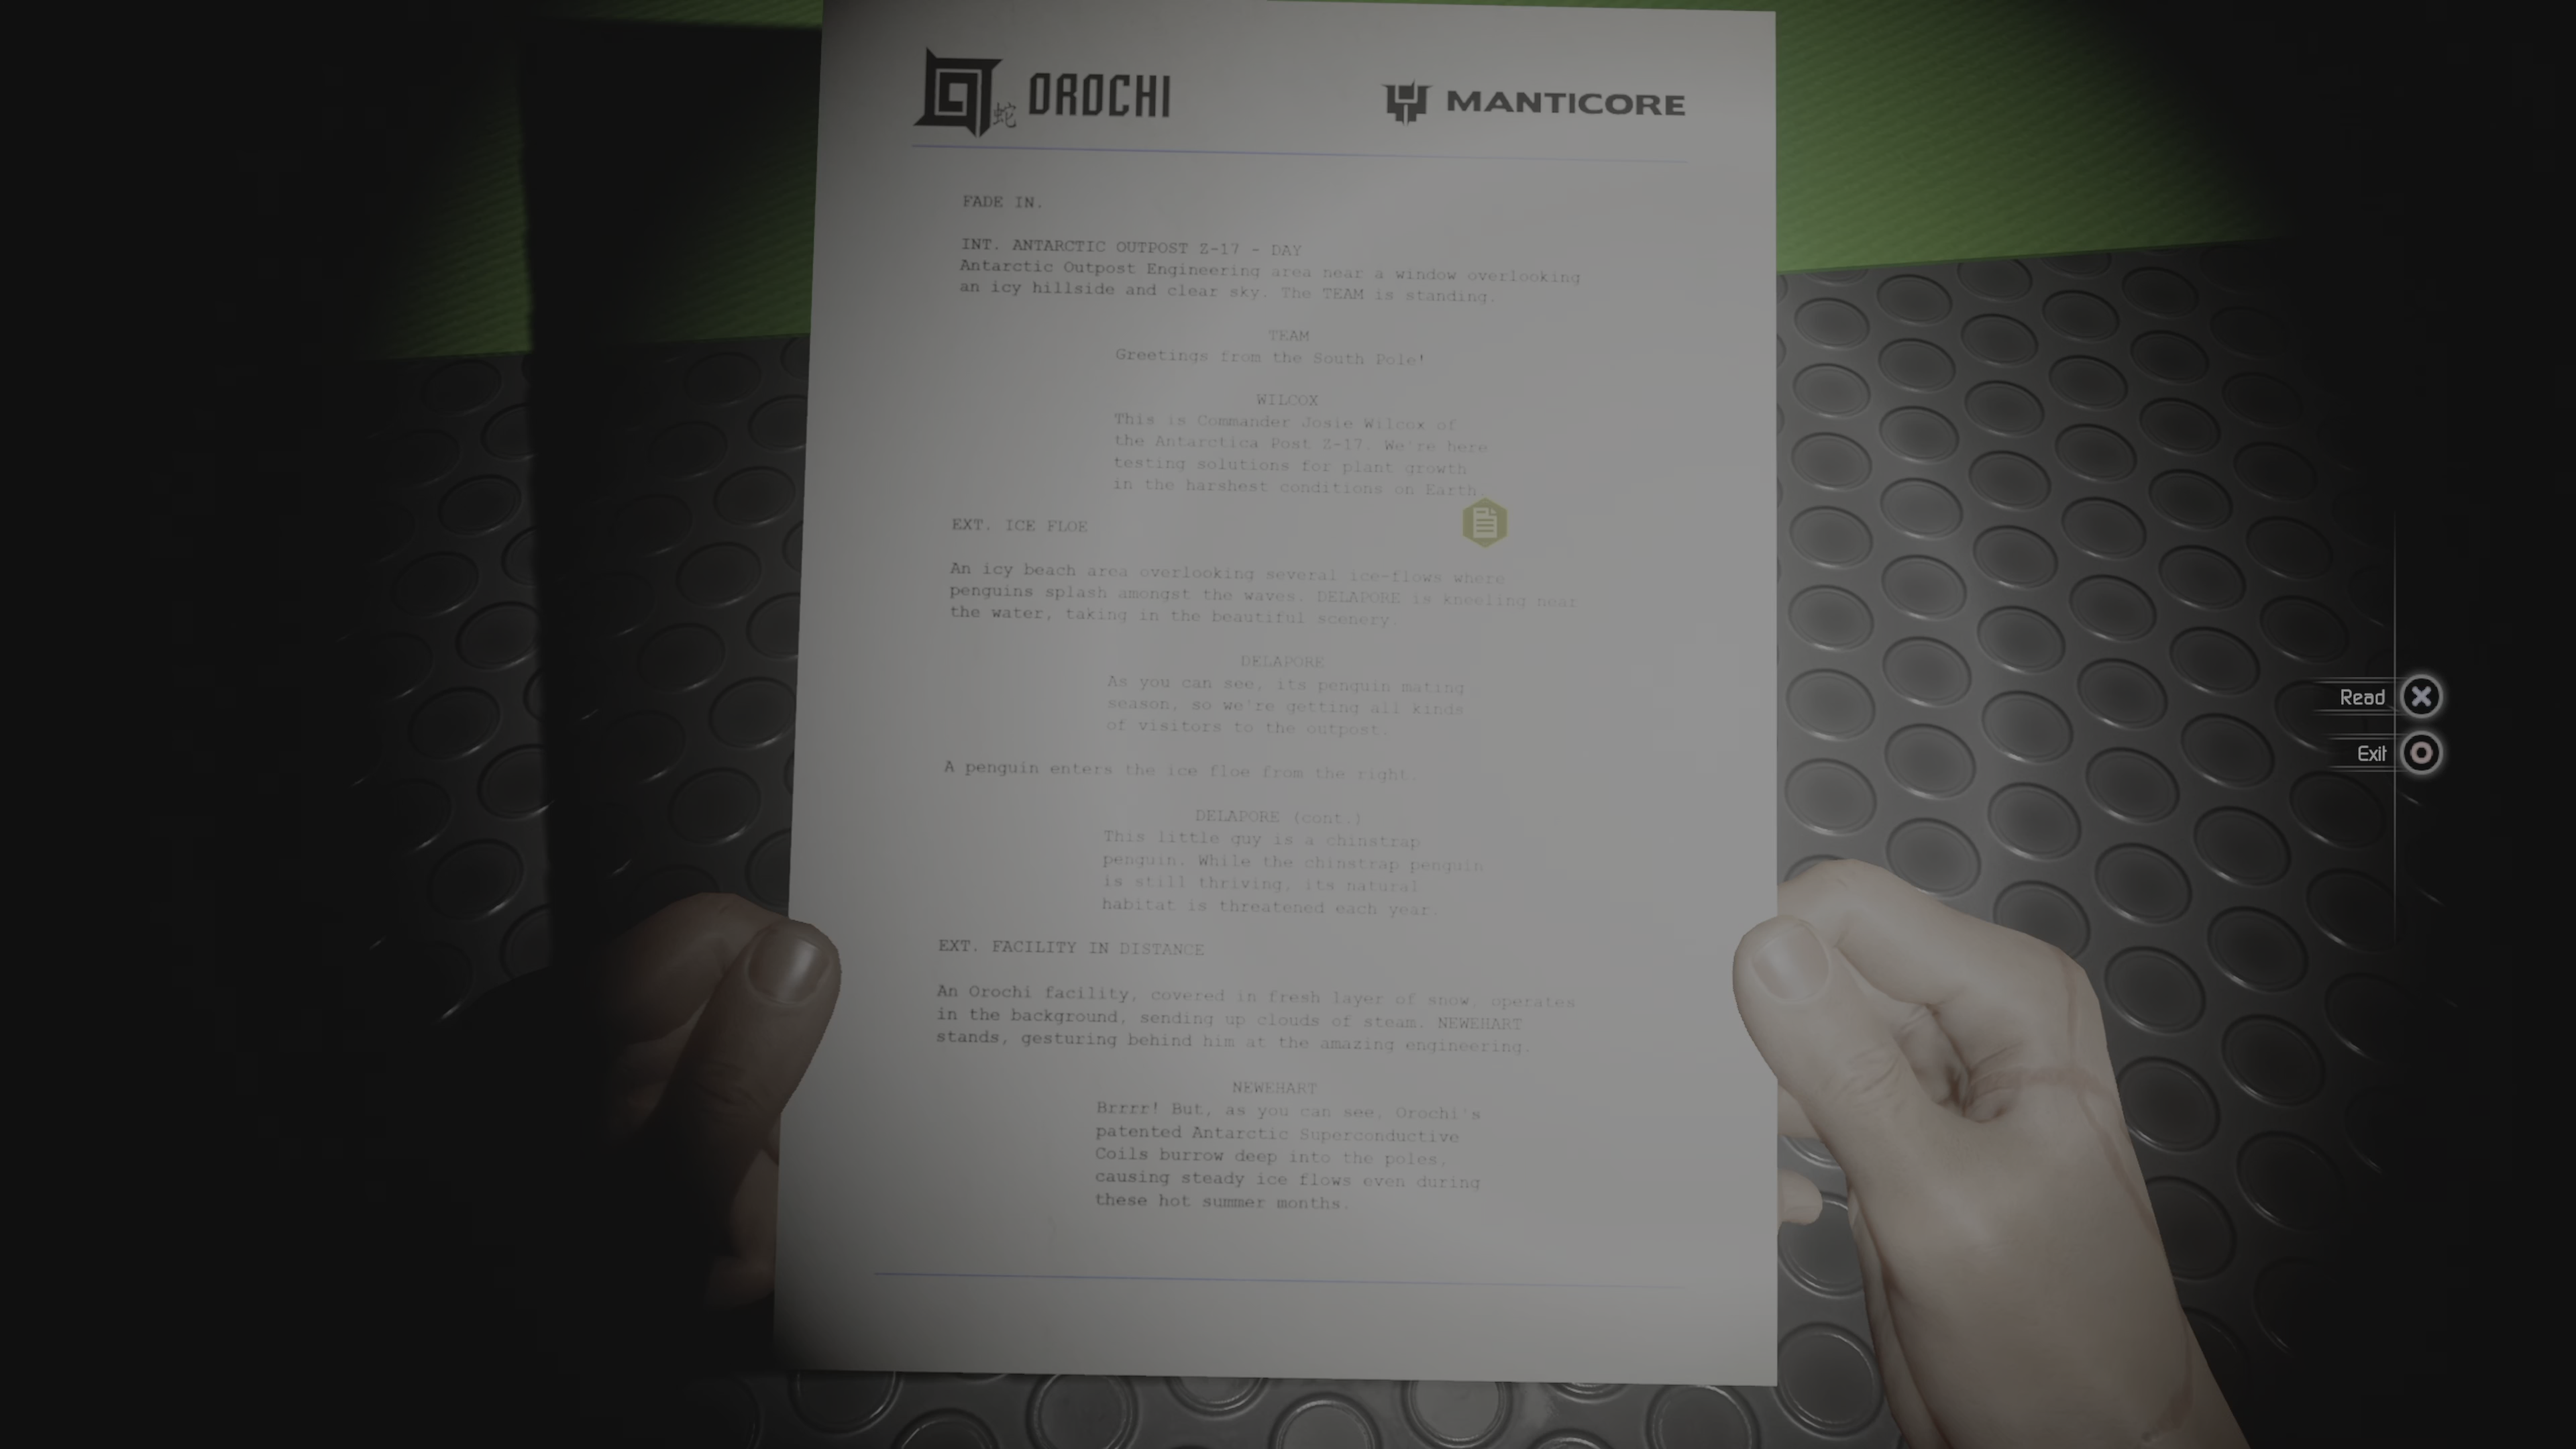 蛇 OROCHI
MANTICORE
FADE IN.
INT. ANTARCTIC OUTPOST Z-17 - DAY
Antarctic Outpost Engineering area near a window overlooking
an icy hillside and clear sky. The TEAM is standing.
TEAM
Greetings from the South Pole!
WILCOX
This is Commander Josie Wilcox of
the Antarctica Post Z-17. We're here
testing solutions for plant growth
in the harshest conditions on Earth
EXT. ICE FLOE
An icy beach area overlooking several ice-flows where
penguins splash amongst the waves. DELAPORE is kneeling near
the water, taking in the beautiful scenery.
DELAPORE
As you can see, its penguin mating
season, so we're getting all kinds
of visitors to the outpost.
A penguin enters the ice floe from the right.
DELAPORE (cont.)
This little guy is a chinstrap
penguin. While the chinstrap penguin
is still thriving, its natural
habitat is threatened each year.
EXT. FACILITY IN DISTANCE
An Orochi facility, covered in fresh layer of snow, operates
in the background, sending up clouds of steam. NEWEHART
stands, gesturing behind him at the amazing engineering.
NEWEHART
Brrrr! But, as you can see, Orochi's
patented Antarctic Superconductive
Coils burrow deep into the poles,
causing steady ice flows even during
these hot summer months.
Read
Exit